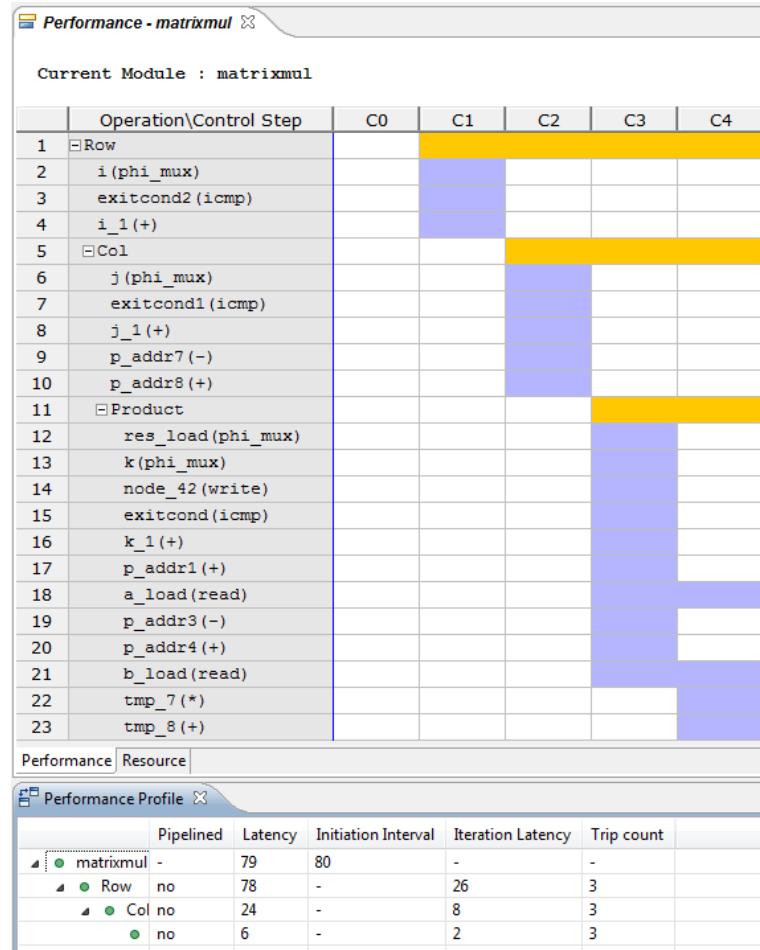 Performance - matrixmul
Current Module : matrixmul
Operation\Control Step C0 C1 C2 C3 C4
1 Row
2 i(phi_mux)
3 exitcond2(icmp)
4 i_1(+)
5 Col
6 j(phi_mux)
7 exitcond1(icmp)
8 j_1(+)
9 p_addr7(-)
10 p_addr8(+)
11 Product
12 res_load(phi_mux)
13 k(phi_mux)
14 node_42(write)
15 exitcond(icmp)
16 k_1(+)
17 p_addr1(+)
18 a_load(read)
19 p_addr3(-)
20 p_addr4(+)
21 b_load(read)
22 tmp_7(*)
23 tmp_8(+)
Performance Resource
Performance Profile
Pipelined Latency Initiation Interval Iteration Latency Trip count
matrixmul - 79 80 - -
Row no 78 - 26 3
Col no 24 - 8 3
no 6 - 2 3